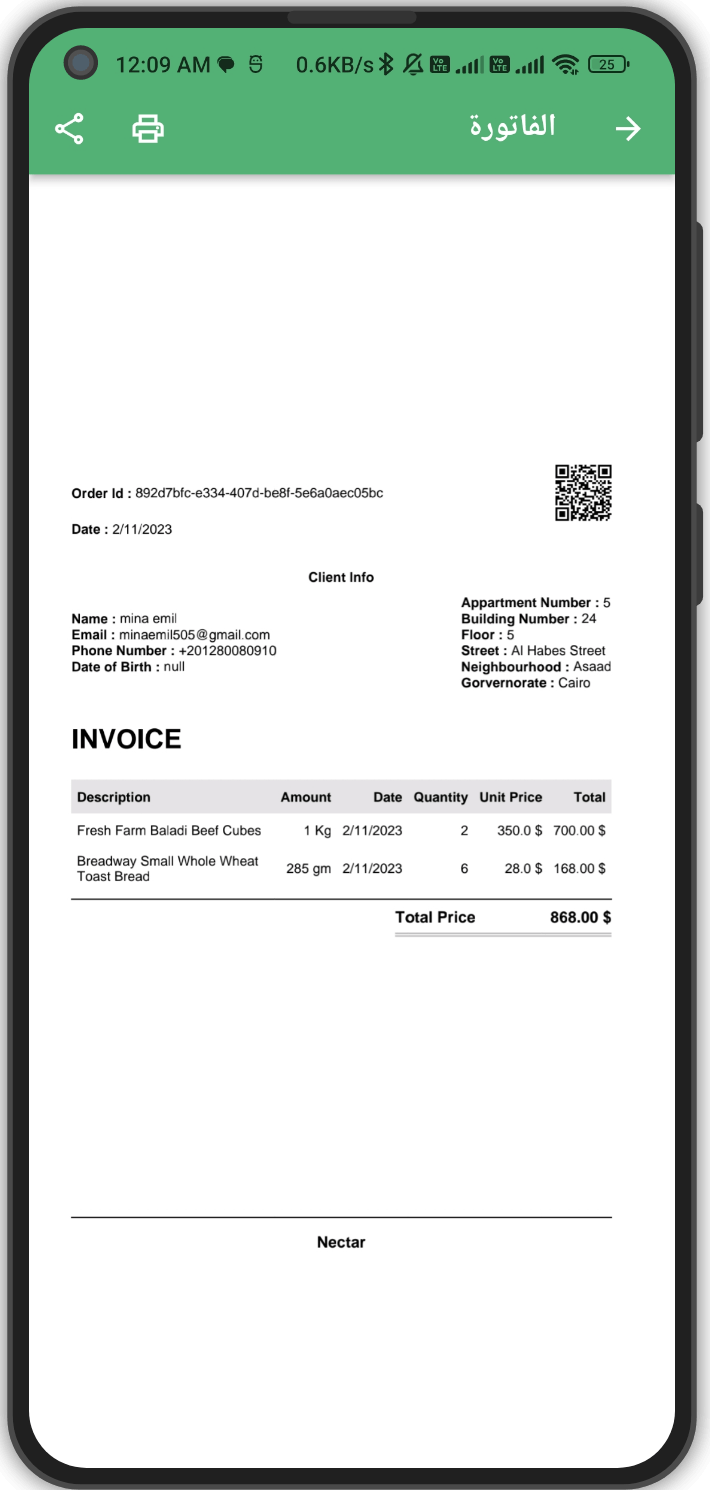 12:09 AM 0.6KB/s Vo LTE Vo LTE 25
الفاتورة
Order Id : 892d7bfc-e334-407d-be8f-5e6a0aec05bc
Date : 2/11/2023
Client Info
Name : mina emil
Email : minaemil505@gmail.com
Phone Number : +201280080910
Date of Birth : null
Appartment Number : 5
Building Number : 24
Floor : 5
Street : Al Habes Street
Neighbourhood : Asaad
Gorvernorate : Cairo
INVOICE
Description Amount Date Quantity Unit Price Total
Fresh Farm Baladi Beef Cubes 1 Kg 2/11/2023 2 350.0 $ 700.00 $
Breadway Small Whole Wheat
Toast Bread 285 gm 2/11/2023 6 28.0 $ 168.00 $
Total Price 868.00 $
Nectar